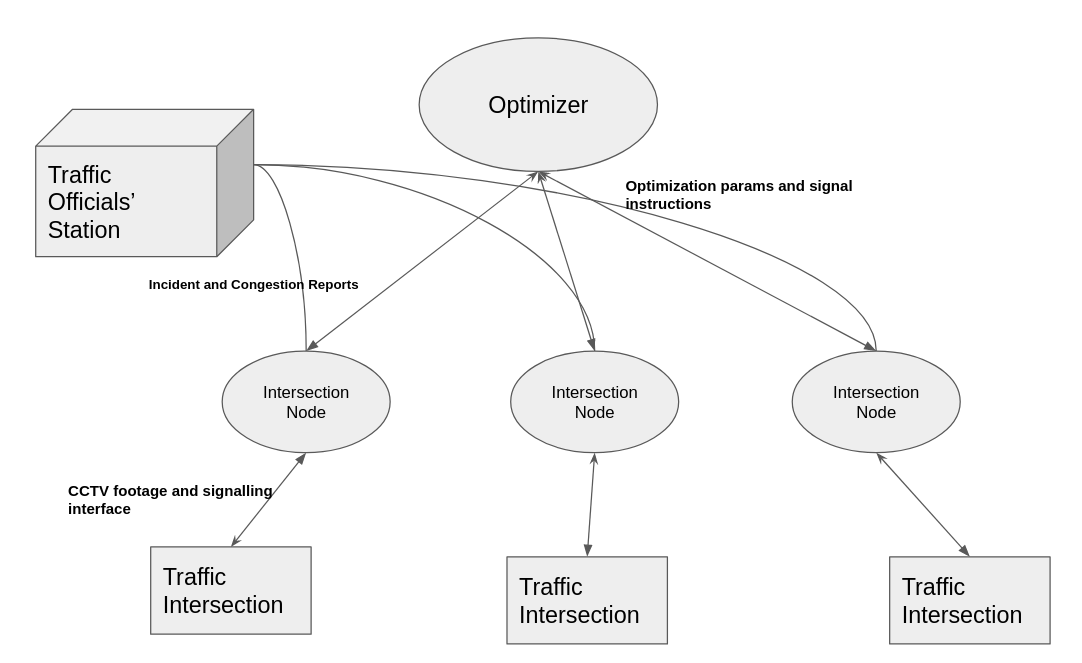 Optimizer
Traffic
Officials’
Station
Optimization params and signal
instructions
Incident and Congestion Reports
Intersection
Node
Intersection
Node
Intersection
Node
CCTV footage and signalling
interface
Traffic
Intersection
Traffic
Intersection
Traffic
Intersection